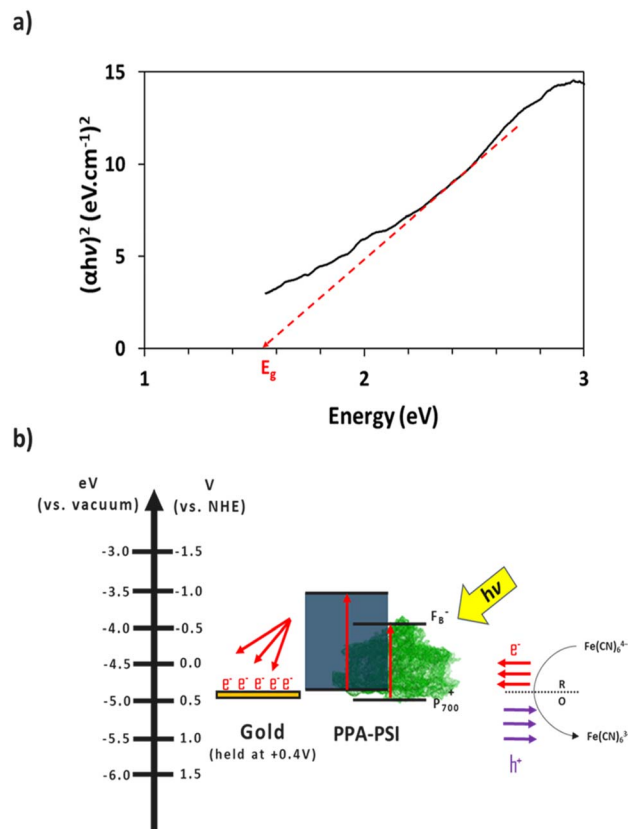 a)
15
10
5
0
(αhν)² (eV.cm⁻¹)²
E_g
1
2
3
Energy (eV)
b)
eV
(vs. vacuum)
V
(vs. NHE)
-3.0
-1.5
-3.5
-1.0
-4.0
-0.5
-4.5
0.0
-5.0
0.5
-5.5
1.0
-6.0
1.5
e⁻ e⁻ e⁻ e⁻ e⁻
Gold
(held at +0.4V)
PPA-PSI
F_B⁻
P₇₀₀⁺
hν
e⁻
h⁺
R
O
Fe(CN)₆⁴⁻
Fe(CN)₆³⁻